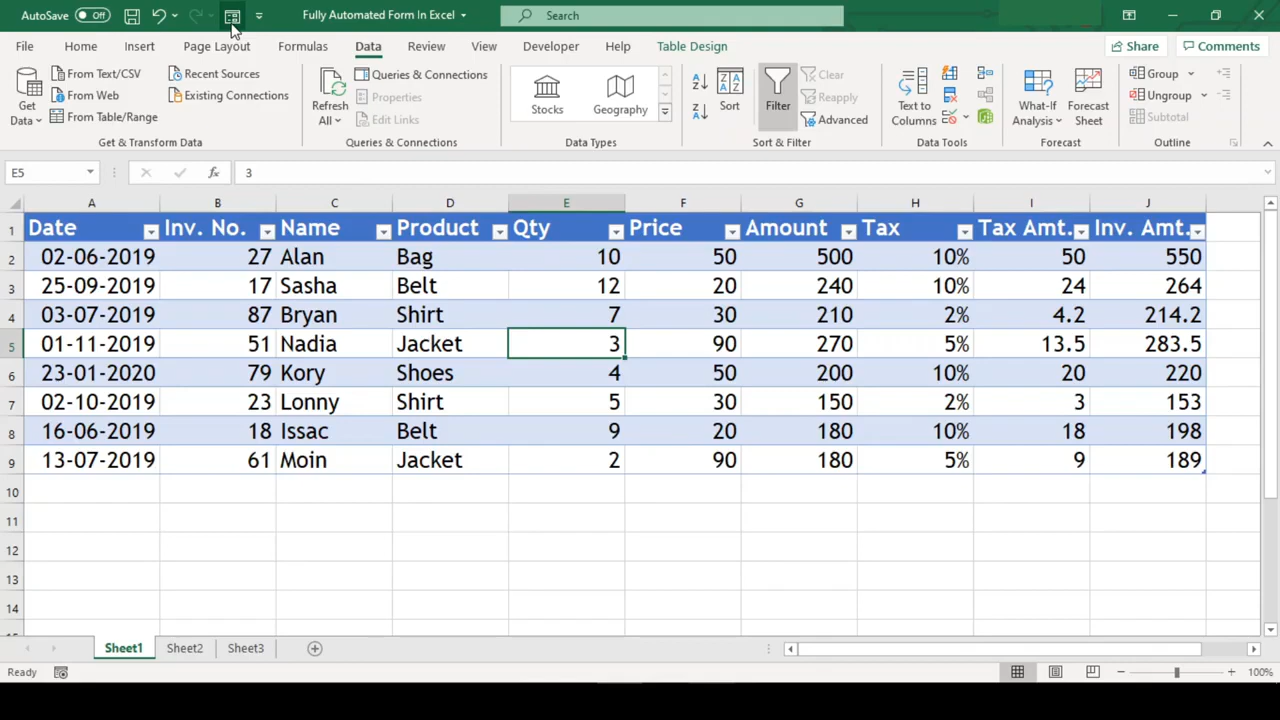 AutoSave Off Fully Automated Form In Excel Search
File Home Insert Page Layout Formulas Data Review View Developer Help Table Design Share Comments
Get Data
From Text/CSV
From Web
From Table/Range
Recent Sources
Existing Connections
Get & Transform Data
Refresh All
Queries & Connections
Properties
Edit Links
Queries & Connections
Stocks
Geography
Data Types
Sort
Filter
Clear
Reapply
Advanced
Sort & Filter
Text to Columns
Data Tools
What-If Analysis
Forecast Sheet
Forecast
Group
Ungroup
Subtotal
Outline
E5 fx 3
A B C D E F G H I J
1 Date Inv. No. Name Product Qty Price Amount Tax Tax Amt. Inv. Amt.
2 02-06-2019 27 Alan Bag 10 50 500 10% 50 550
3 25-09-2019 17 Sasha Belt 12 20 240 10% 24 264
4 03-07-2019 87 Bryan Shirt 7 30 210 2% 4.2 214.2
5 01-11-2019 51 Nadia Jacket 3 90 270 5% 13.5 283.5
6 23-01-2020 79 Kory Shoes 4 50 200 10% 20 220
7 02-10-2019 23 Lonny Shirt 5 30 150 2% 3 153
8 16-06-2019 18 Issac Belt 9 20 180 10% 18 198
9 13-07-2019 61 Moin Jacket 2 90 180 5% 9 189
10
11
12
13
14
Sheet1 Sheet2 Sheet3
Ready 100%